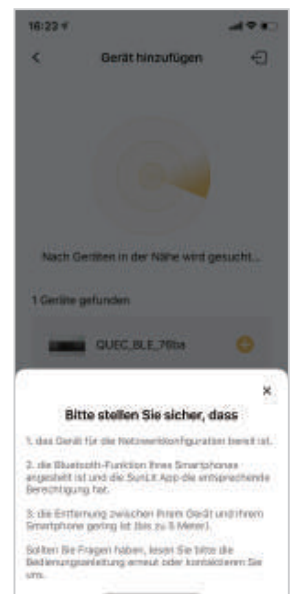 16:22
Gerät hinzufügen
Nach Geräten in der Nähe wird gesucht...
1 Geräte gefunden
QUEC_BLE_76ba
Bitte stellen Sie sicher, dass
1. das Gerät für die Netzwerkkonfiguration bereit ist.
2. die Bluetooth-Funktion Ihres Smartphones
angestellt ist und die SunLit App die entsprechende
Berechtigung hat.
3. die Entfernung zwischen Ihrem Gerät und Ihrem
Smartphone gering ist (bis zu 5 Meter).
Sollten Sie Fragen haben, lesen Sie bitte die
Bedienungsanleitung erneut oder kontaktieren Sie
uns.